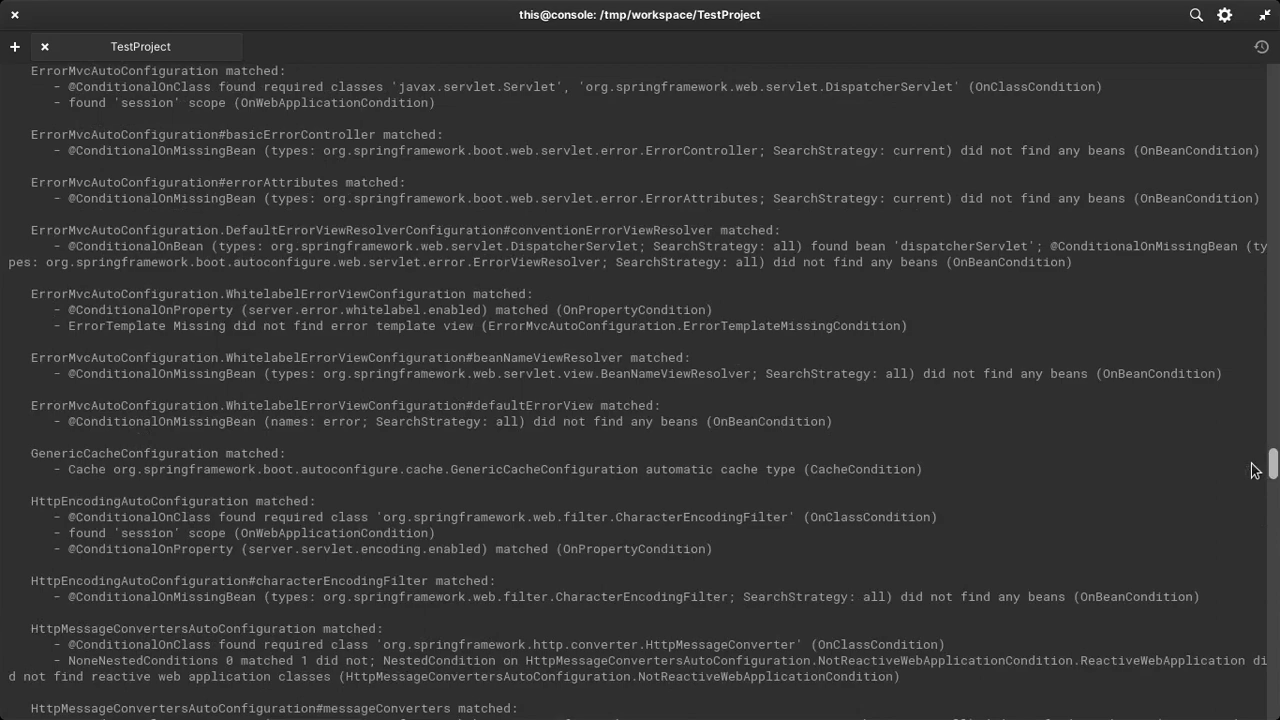 this@console: /tmp/workspace/TestProject
TestProject
ErrorMvcAutoConfiguration matched:
- @ConditionalOnClass found required classes 'javax.servlet.Servlet', 'org.springframework.web.servlet.DispatcherServlet' (OnClassCondition)
- found 'session' scope (OnWebApplicationCondition)
ErrorMvcAutoConfiguration#basicErrorController matched:
- @ConditionalOnMissingBean (types: org.springframework.boot.web.servlet.error.ErrorController; SearchStrategy: current) did not find any beans (OnBeanCondition)
ErrorMvcAutoConfiguration#errorAttributes matched:
- @ConditionalOnMissingBean (types: org.springframework.boot.web.servlet.error.ErrorAttributes; SearchStrategy: current) did not find any beans (OnBeanCondition)
ErrorMvcAutoConfiguration.DefaultErrorViewResolverConfiguration#conventionErrorViewResolver matched:
- @ConditionalOnBean (types: org.springframework.web.servlet.DispatcherServlet; SearchStrategy: all) found bean 'dispatcherServlet'; @ConditionalOnMissingBean (ty
pes: org.springframework.boot.autoconfigure.web.servlet.error.ErrorViewResolver; SearchStrategy: all) did not find any beans (OnBeanCondition)
ErrorMvcAutoConfiguration.WhitelabelErrorViewConfiguration matched:
- @ConditionalOnProperty (server.error.whitelabel.enabled) matched (OnPropertyCondition)
- ErrorTemplate Missing did not find error template view (ErrorMvcAutoConfiguration.ErrorTemplateMissingCondition)
ErrorMvcAutoConfiguration.WhitelabelErrorViewConfiguration#beanNameViewResolver matched:
- @ConditionalOnMissingBean (types: org.springframework.web.servlet.view.BeanNameViewResolver; SearchStrategy: all) did not find any beans (OnBeanCondition)
ErrorMvcAutoConfiguration.WhitelabelErrorViewConfiguration#defaultErrorView matched:
- @ConditionalOnMissingBean (names: error; SearchStrategy: all) did not find any beans (OnBeanCondition)
GenericCacheConfiguration matched:
- Cache org.springframework.boot.autoconfigure.cache.GenericCacheConfiguration automatic cache type (CacheCondition)
HttpEncodingAutoConfiguration matched:
- @ConditionalOnClass found required class 'org.springframework.web.filter.CharacterEncodingFilter' (OnClassCondition)
- found 'session' scope (OnWebApplicationCondition)
- @ConditionalOnProperty (server.servlet.encoding.enabled) matched (OnPropertyCondition)
HttpEncodingAutoConfiguration#characterEncodingFilter matched:
- @ConditionalOnMissingBean (types: org.springframework.web.filter.CharacterEncodingFilter; SearchStrategy: all) did not find any beans (OnBeanCondition)
HttpMessageConvertersAutoConfiguration matched:
- @ConditionalOnClass found required class 'org.springframework.http.converter.HttpMessageConverter' (OnClassCondition)
- NoneNestedConditions 0 matched 1 did not; NestedCondition on HttpMessageConvertersAutoConfiguration.NotReactiveWebApplicationCondition.ReactiveWebApplication di
d not find reactive web application classes (HttpMessageConvertersAutoConfiguration.NotReactiveWebApplicationCondition)
HttpMessageConvertersAutoConfiguration#messageConverters matched: